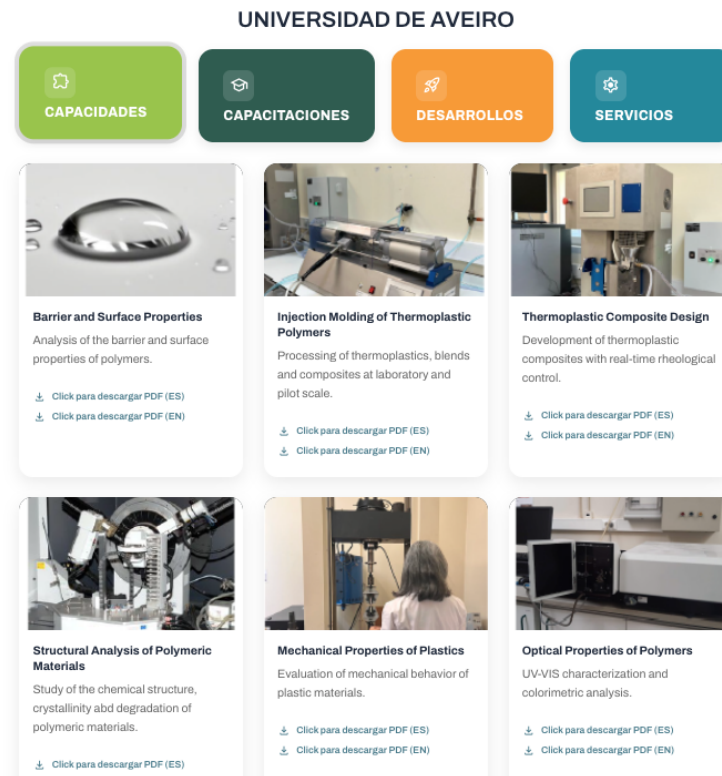 UNIVERSIDAD DE AVEIRO
CAPACIDADES
CAPACITACIONES
DESARROLLOS
SERVICIOS
Barrier and Surface Properties
Analysis of the barrier and surface
properties of polymers.
Click para descargar PDF (ES)
Click para descargar PDF (EN)
Injection Molding of Thermoplastic
Polymers
Processing of thermoplastics, blends
and composites at laboratory and
pilot scale.
Click para descargar PDF (ES)
Click para descargar PDF (EN)
Thermoplastic Composite Design
Development of thermoplastic
composites with real-time rheological
control.
Click para descargar PDF (ES)
Click para descargar PDF (EN)
Structural Analysis of Polymeric
Materials
Study of the chemical structure,
crystallinity abd degradation of
polymeric materials.
Click para descargar PDF (ES)
Mechanical Properties of Plastics
Evaluation of mechanical behavior of
plastic materials.
Click para descargar PDF (ES)
Click para descargar PDF (EN)
Optical Properties of Polymers
UV-VIS characterization and
colorimetric analysis.
Click para descargar PDF (ES)
Click para descargar PDF (EN)